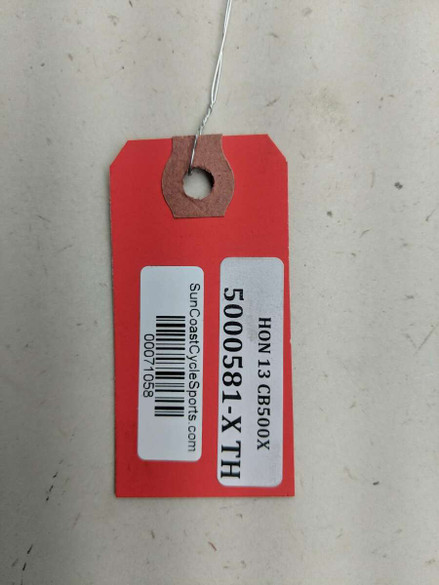 HON 13 CB500X
5000581-X TH
SunCoastCycleSports.com
00071058